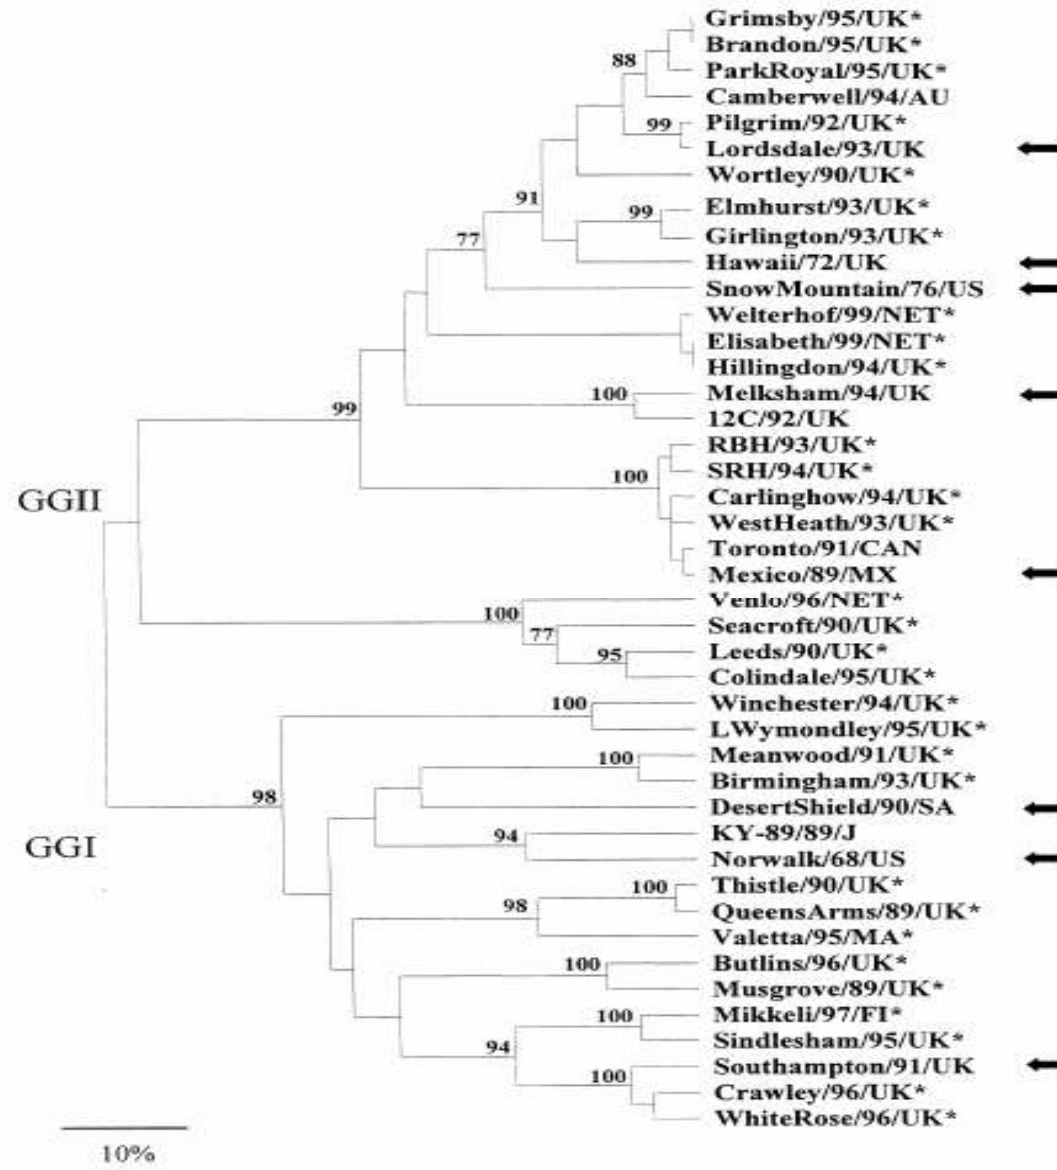 Grimsby/95/UK*
Brandon/95/UK*
88
ParkRoyal/95/UK*
Camberwell/94/AU
99
Pilgrim/92/UK*
Lordsdale/93/UK
Wortley/90/UK*
91
Elmhurst/93/UK*
99
Girlington/93/UK*
77
Hawaii/72/UK
SnowMountain/76/US
Welterhof/99/NET*
Elisabeth/99/NET*
Hillingdon/94/UK*
100
Melksham/94/UK
99
12C/92/UK
RBH/93/UK*
SRH/94/UK*
100
GGII
Carlinghow/94/UK*
WestHeath/93/UK*
Toronto/91/CAN
Mexico/89/MX
Venlo/96/NET*
100
Seacroft/90/UK*
77
Leeds/90/UK*
95
Colindale/95/UK*
100
Winchester/94/UK*
LWymondley/95/UK*
100
Meanwood/91/UK*
Birmingham/93/UK*
98
DesertShield/90/SA
94
KY-89/89/J
GGI
Norwalk/68/US
100
Thistle/90/UK*
98
QueensArms/89/UK*
Valetta/95/MA*
100
Butlins/96/UK*
Musgrove/89/UK*
100
Mikkeli/97/FI*
94
Sindlesham/95/UK*
Southampton/91/UK
100
Crawley/96/UK*
WhiteRose/96/UK*
10%